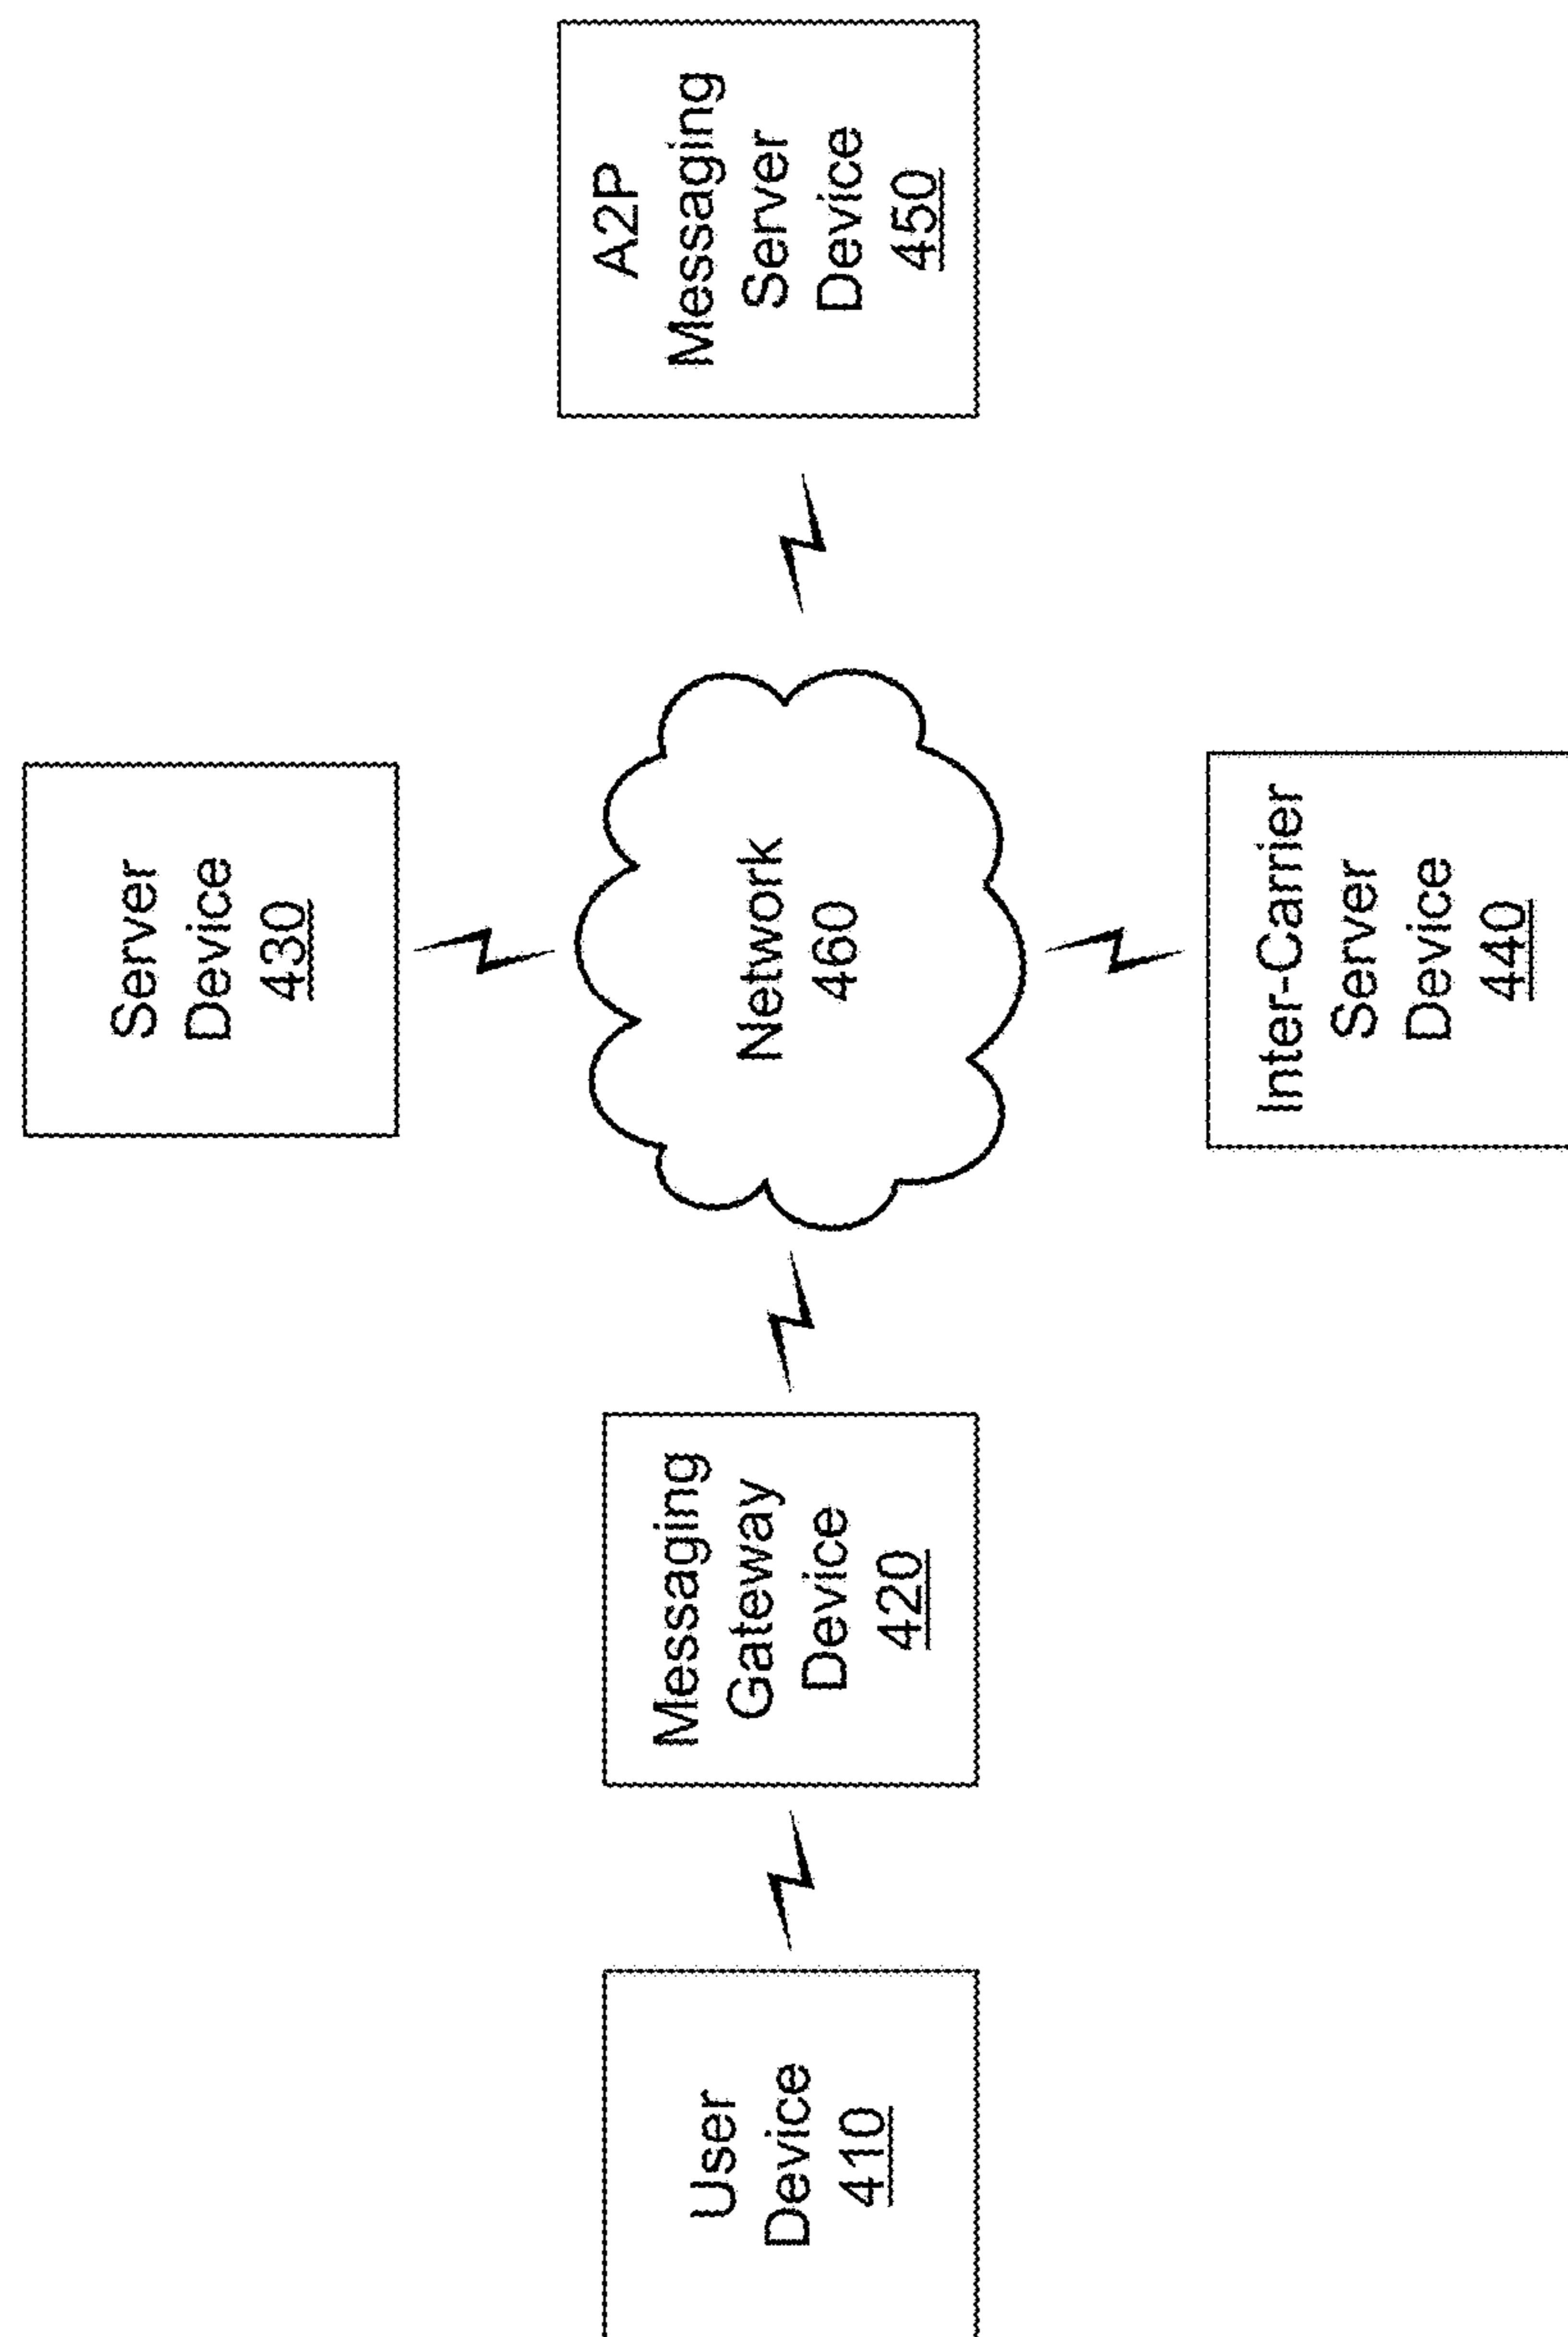 Server
Device
430
User
Device
410
Messaging
Gateway
Device
420
Network
460
A2P
Messaging
Server
Device
450
Inter-Carrier
Server
Device
440